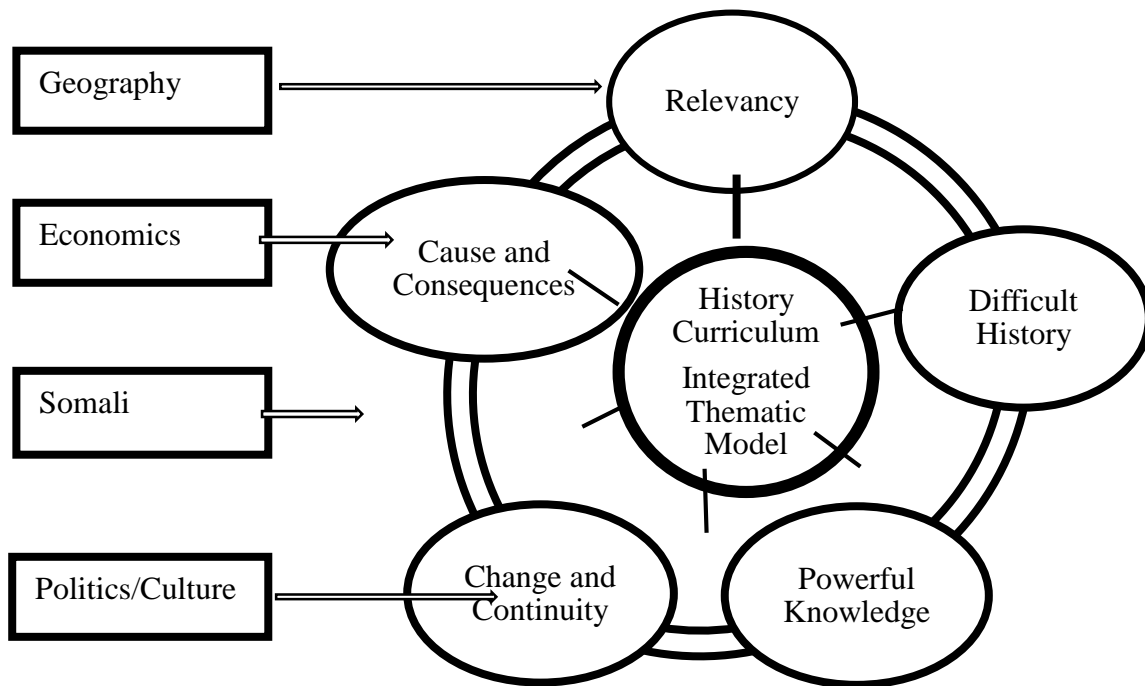 Geography
Relevancy
Economics
Cause and
Consequences
History
Curriculum
Integrated
Thematic
Model
Difficult
History
Somali
Politics/Culture
Change and
Continuity
Powerful
Knowledge